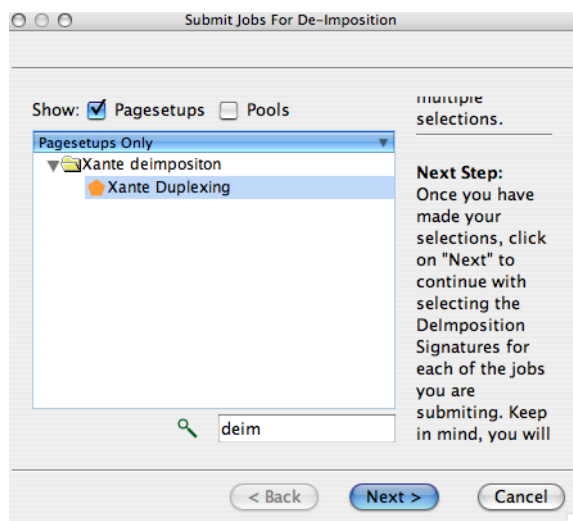 Submit Jobs For De-Imposition
Show: Pagesetups Pools
Pagesetups Only
Xante deimpositon
Xante Duplexing
deim
multiple
selections.
Next Step:
Once you have
made your
selections, click
on "Next" to
continue with
selecting the
DeImposition
Signatures for
each of the jobs
you are
submiting. Keep
in mind, you will
< Back
Next >
Cancel